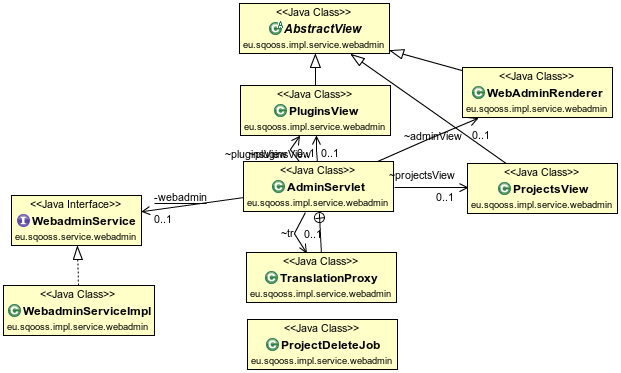 <<Java Class>>
AbstractView
eu.sqooss.impl.service.webadmin
<<Java Class>>
WebAdminRenderer
eu.sqooss.impl.service.webadmin
<<Java Class>>
PluginsView
eu.sqooss.impl.service.webadmin
~adminView
0..1
~pluginsView
0..1
0..1
<<Java Class>>
AdminServlet
eu.sqooss.impl.service.webadmin
~projectsView
0..1
<<Java Class>>
ProjectsView
eu.sqooss.impl.service.webadmin
-webadmin
0..1
<<Java Interface>>
WebadminService
eu.sqooss.service.webadmin
~tr
0..1
<<Java Class>>
TranslationProxy
eu.sqooss.impl.service.webadmin
<<Java Class>>
WebadminServiceImpl
eu.sqooss.impl.service.webadmin
<<Java Class>>
ProjectDeleteJob
eu.sqooss.impl.service.webadmin